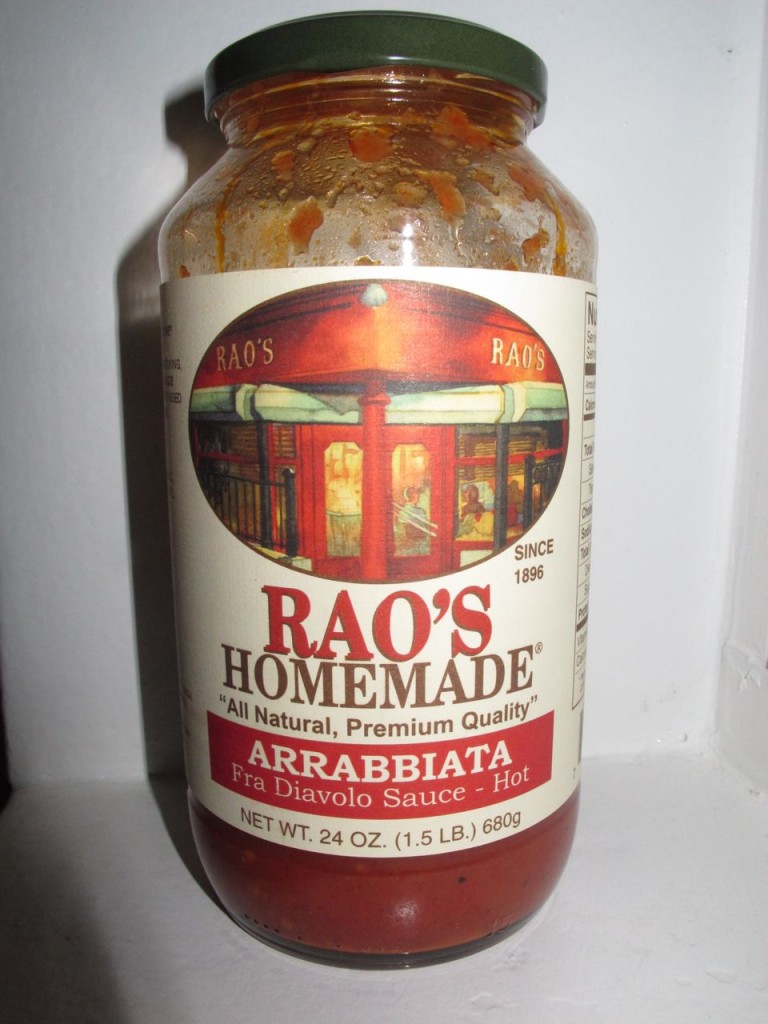 RAO'S RAO'S
SINCE
1896
RAO'S
HOMEMADE®
"All Natural, Premium Quality"
ARRABBIATA
Fra Diavolo Sauce - Hot
NET WT. 24 OZ. (1.5 LB.) 680g